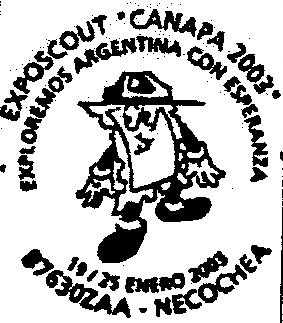 EXPOSCOUT "CANAPA 2003"
EXPLOREMOS ARGENTINA CON ESPERANZA
19 / 25 ENERO 2003
B7630ZAA - NECOCHEA